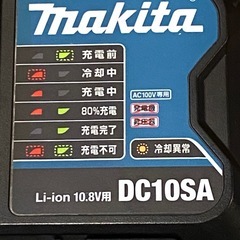 makita
充電前
冷却中
充電中
80%充電
充電完了
充電不可
AC100V専用
冷却異常
Li-ion 10.8V用
DC10SA